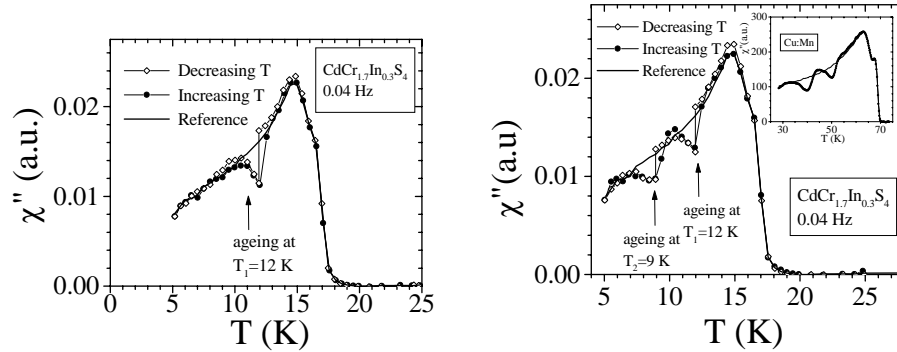 Decreasing T
Increasing T
Reference
CdCr1.7In0.3S4
0.04 Hz
0.02
0.01
0.00
χ'' (a.u.)
ageing at
T1=12 K
0 5 10 15 20 25
T (K)
Decreasing T
Increasing T
Reference
300
200
100
0
χ''(a.u.)
Cu:Mn
30 50 70
T (K)
0.02
0.01
0.00
χ''(a.u)
ageing at
T1=12 K
ageing at
T2=9 K
CdCr1.7In0.3S4
0.04 Hz
5 10 15 20 25
T (K)